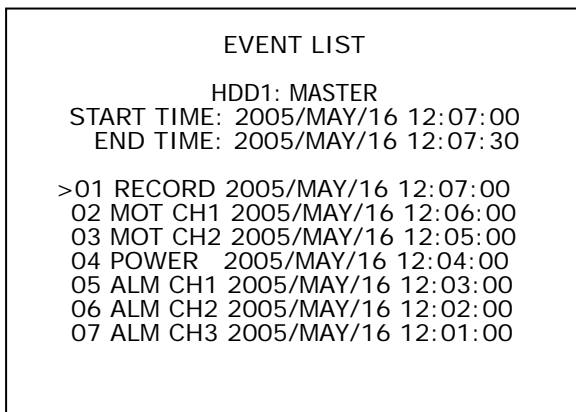 EVENT LIST
HDD1: MASTER
START TIME: 2005/MAY/16 12:07:00
END TIME: 2005/MAY/16 12:07:30
>01 RECORD 2005/MAY/16 12:07:00
02 MOT CH1 2005/MAY/16 12:06:00
03 MOT CH2 2005/MAY/16 12:05:00
04 POWER 2005/MAY/16 12:04:00
05 ALM CH1 2005/MAY/16 12:03:00
06 ALM CH2 2005/MAY/16 12:02:00
07 ALM CH3 2005/MAY/16 12:01:00